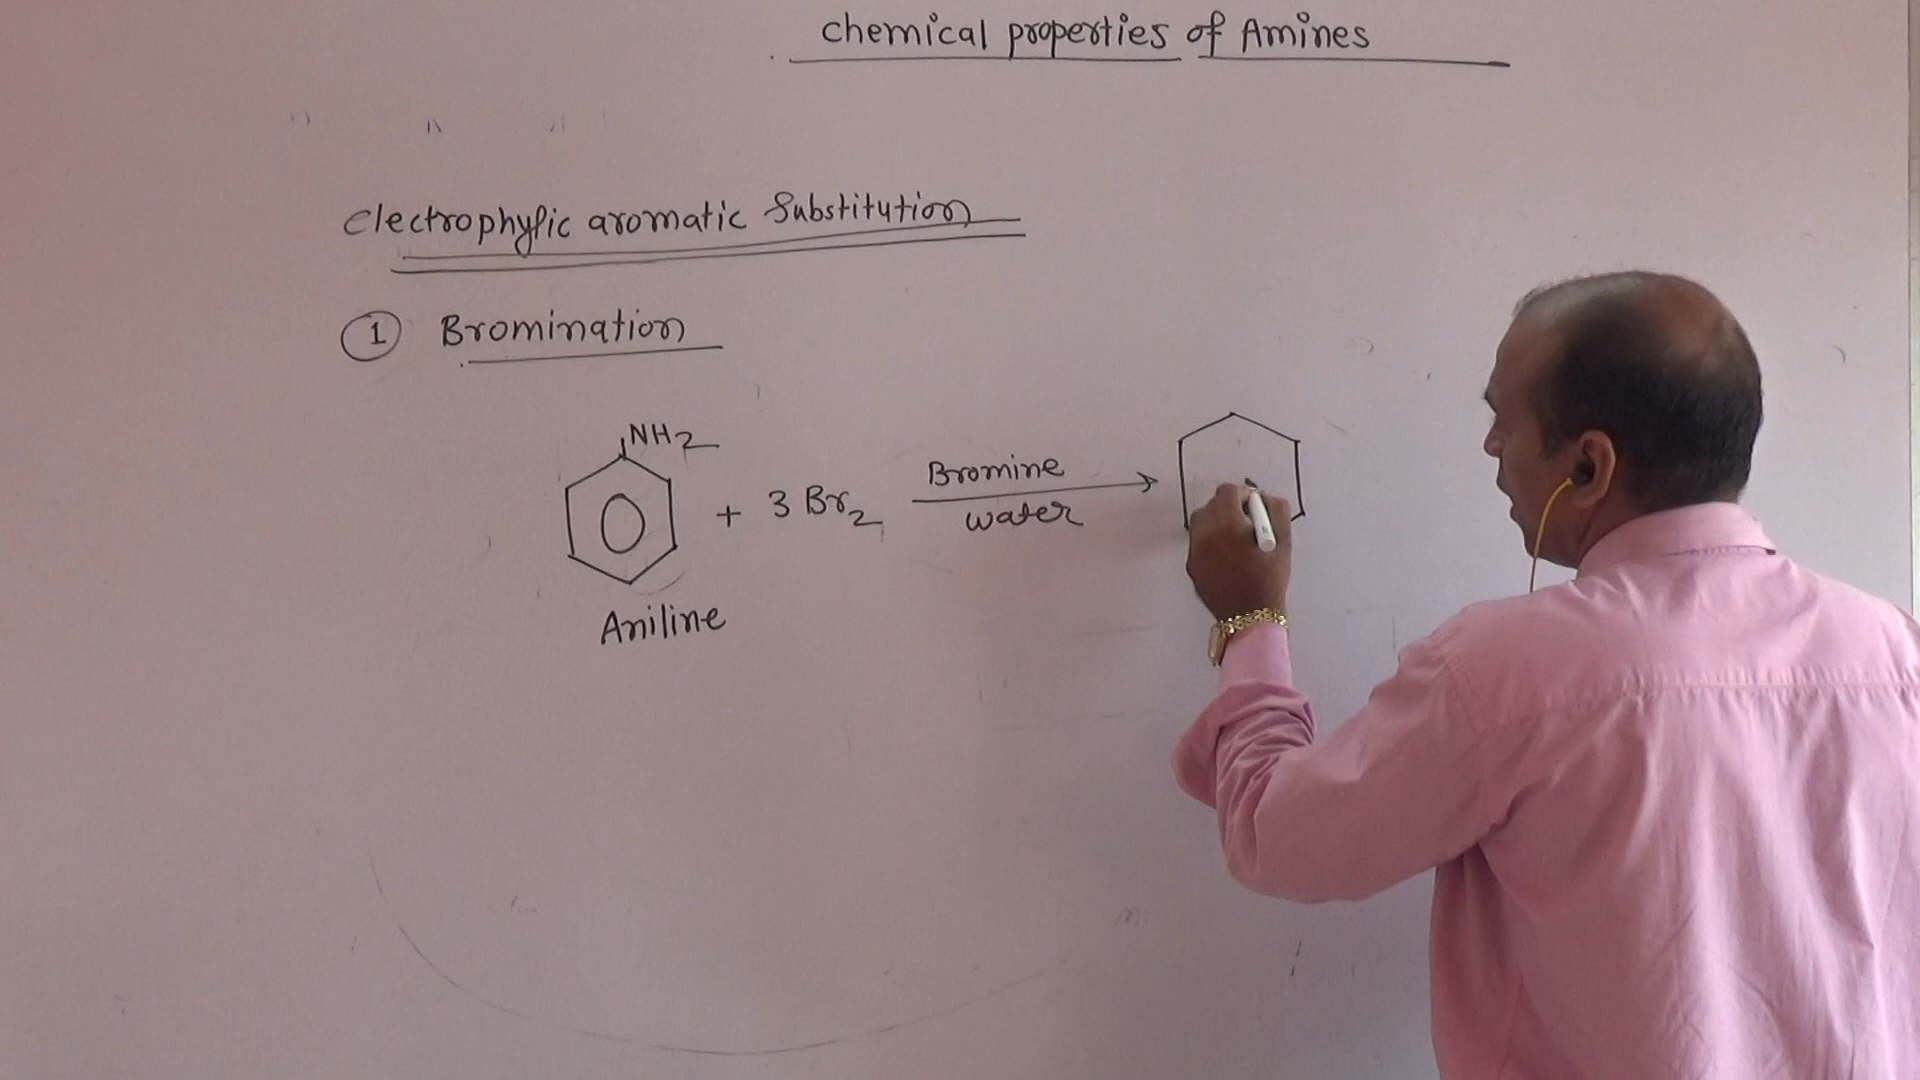 chemical properties of Amines
electrophylic aromatic Substitution
1 Bromination
NH2
+ 3 Br2
Bromine
water
Aniline